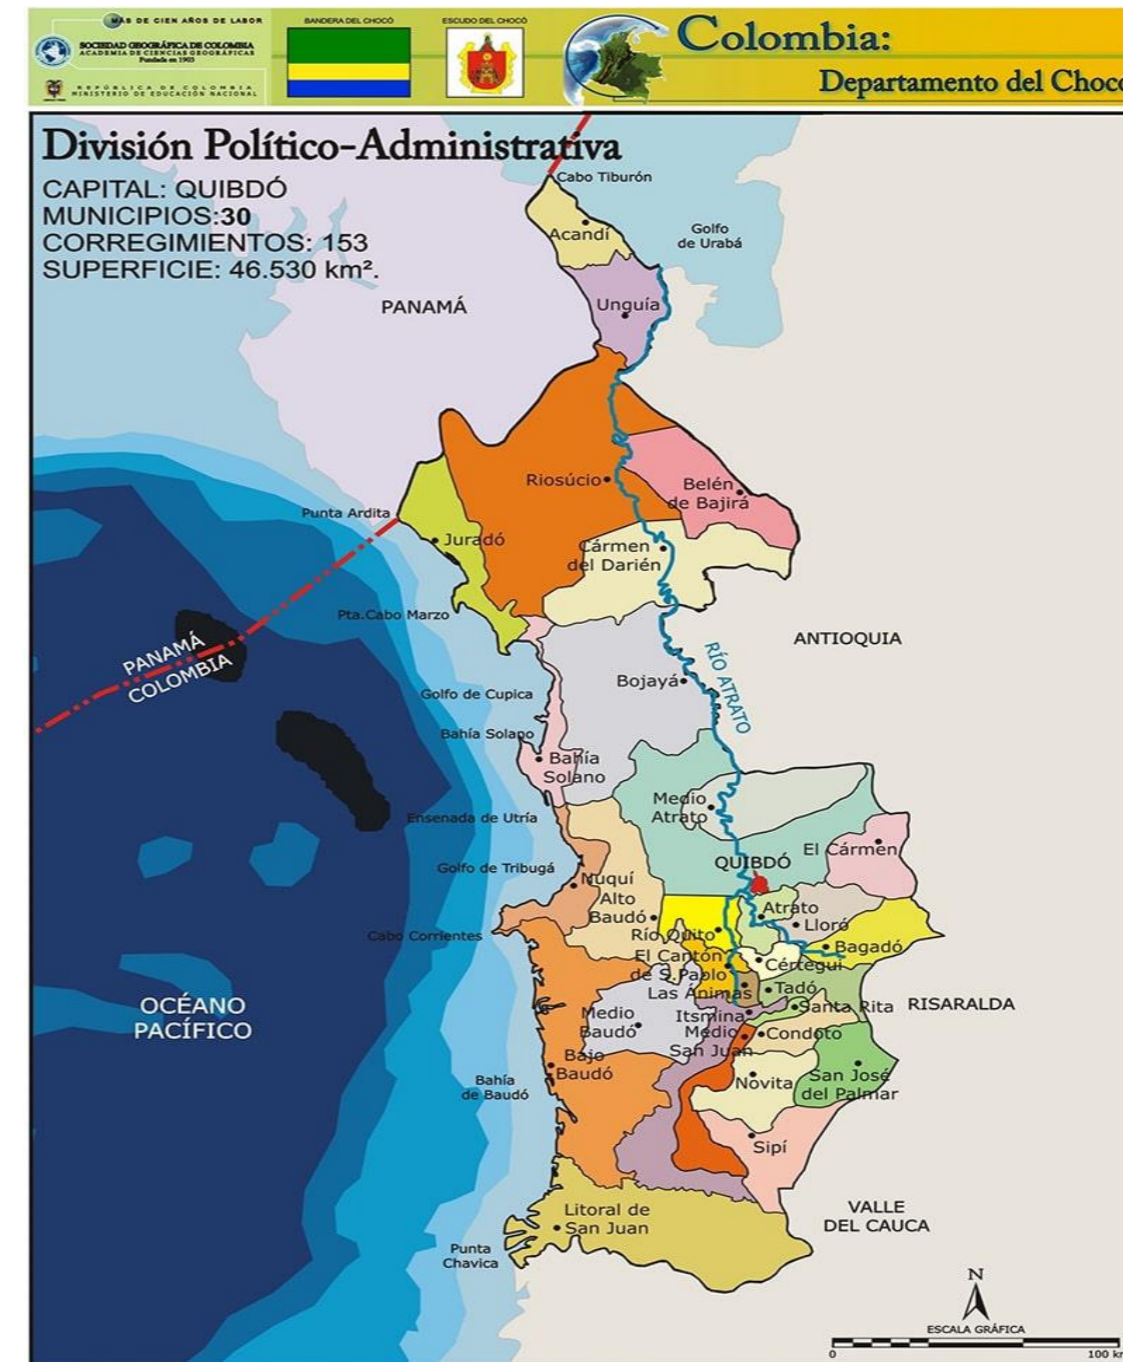 MÁS DE CIEN AÑOS DE LABOR
SOCIEDAD GEOGRÁFICA DE COLOMBIA
ACADEMIA DE CIENCIAS GEOGRÁFICAS
Fundada en 1903
REPÚBLICA DE COLOMBIA
MINISTERIO DE EDUCACIÓN NACIONAL
BANDERA DEL CHOCÓ
ESCUDO DEL CHOCÓ
Colombia:
Departamento del Chocó
División Político-Administrativa
CAPITAL: QUIBDÓ
MUNICIPIOS:30
CORREGIMIENTOS: 153
SUPERFICIE: 46.530 km².
Cabo Tiburón
Acandí
Golfo
de Urabá
PANAMÁ
Unguía
Riosúcio
Belén
de Bajirá
Punta Ardita
Juradó
Cármen
del Darién
Pta.Cabo Marzo
PANAMÁ
COLOMBIA
ANTIOQUIA
RÍO ATRATO
Bojayá
Golfo de Cupica
Bahía Solano
Bahía
Solano
Medio
Atrato
Ensenada de Utría
El Cármen
QUIBDÓ
Golfo de Tribugá
Nuquí
Alto
Baudó
Atrato
Lloró
Río Quito
Cabo Corrientes
Bagadó
El Cantón
de S.Pablo
Cértegui
Las Ánimas
Tadó
OCÉANO
PACÍFICO
Santa Rita
RISARALDA
Itsmina
Medio
Baudó
Medio
San Juan
Condoto
Bajo
Baudó
Novita
San José
del Palmar
Bahía
de Baudó
Sipí
Litoral de
San Juan
VALLE
DEL CAUCA
Punta
Chavica
N
ESCALA GRÁFICA
0
100 km